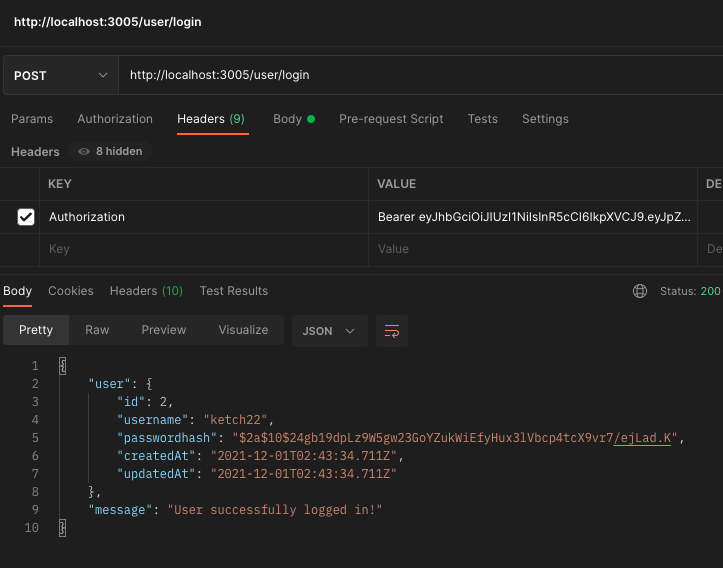 http://localhost:3005/user/login
POST http://localhost:3005/user/login
Params Authorization Headers (9) Body Pre-request Script Tests Settings
Headers 8 hidden
KEY VALUE DE
Authorization Bearer eyJhbGciOiJIUzI1NiIsInR5cCI6IkpXVCJ9.eyJpZ...
Key Value De
Body Cookies Headers (10) Test Results Status: 200
Pretty Raw Preview Visualize JSON
1 {
2 "user": {
3 "id": 2,
4 "username": "ketch22",
5 "passwordhash": "$2a$10$24gb19dpLz9W5gw23GoYZukWiEfyHux3lVbcp4tcX9vr7/ejLad.K",
6 "createdAt": "2021-12-01T02:43:34.711Z",
7 "updatedAt": "2021-12-01T02:43:34.711Z"
8 },
9 "message": "User successfully logged in!"
10 }